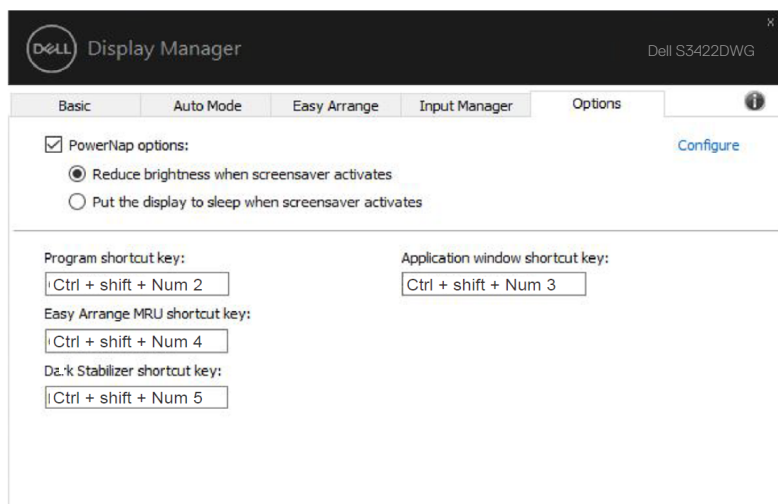 DELL Display Manager
x
Dell S3422DWG
Basic Auto Mode Easy Arrange Input Manager Options
PowerNap options: Configure
Reduce brightness when screensaver activates
Put the display to sleep when screensaver activates
Program shortcut key: Application window shortcut key:
Ctrl + shift + Num 2 Ctrl + shift + Num 3
Easy Arrange MRU shortcut key:
Ctrl + shift + Num 4
Dark Stabilizer shortcut key:
Ctrl + shift + Num 5